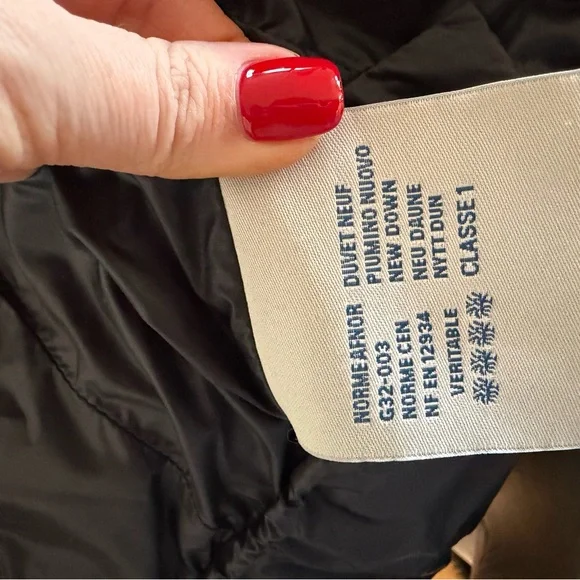 NORME AFNOR DUVET NEUF
G32-003 PIUMINO NUOVO
NORME CEN NEW DOWN
NF EN 12934 NEU DAUNE
NYTT DUN
VERITABLE
CLASSE 1